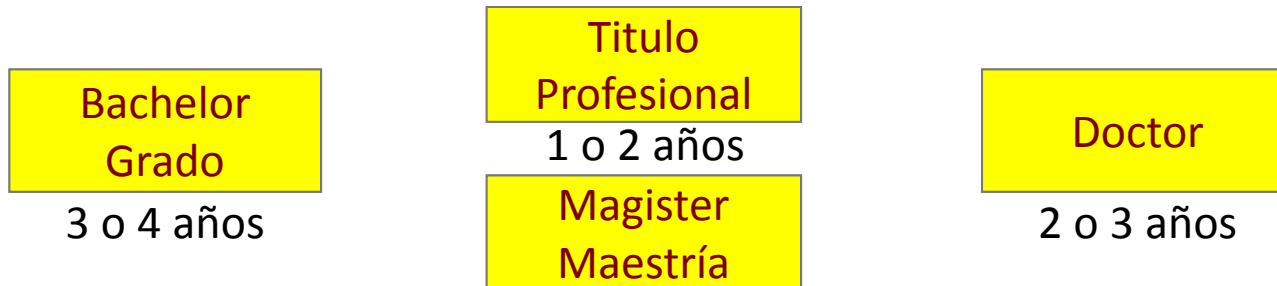 Bachelor
Grado
3 o 4 años
Titulo
Profesional
1 o 2 años
Magister
Maestría
Doctor
2 o 3 años